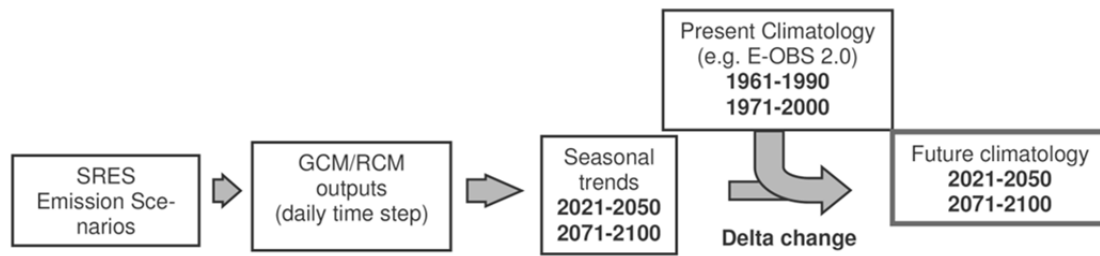 Present Climatology
(e.g. E-OBS 2.0)
1961-1990
1971-2000
SRES
Emission Sce-
narios
GCM/RCM
outputs
(daily time step)
Seasonal
trends
2021-2050
2071-2100
Delta change
Future climatology
2021-2050
2071-2100